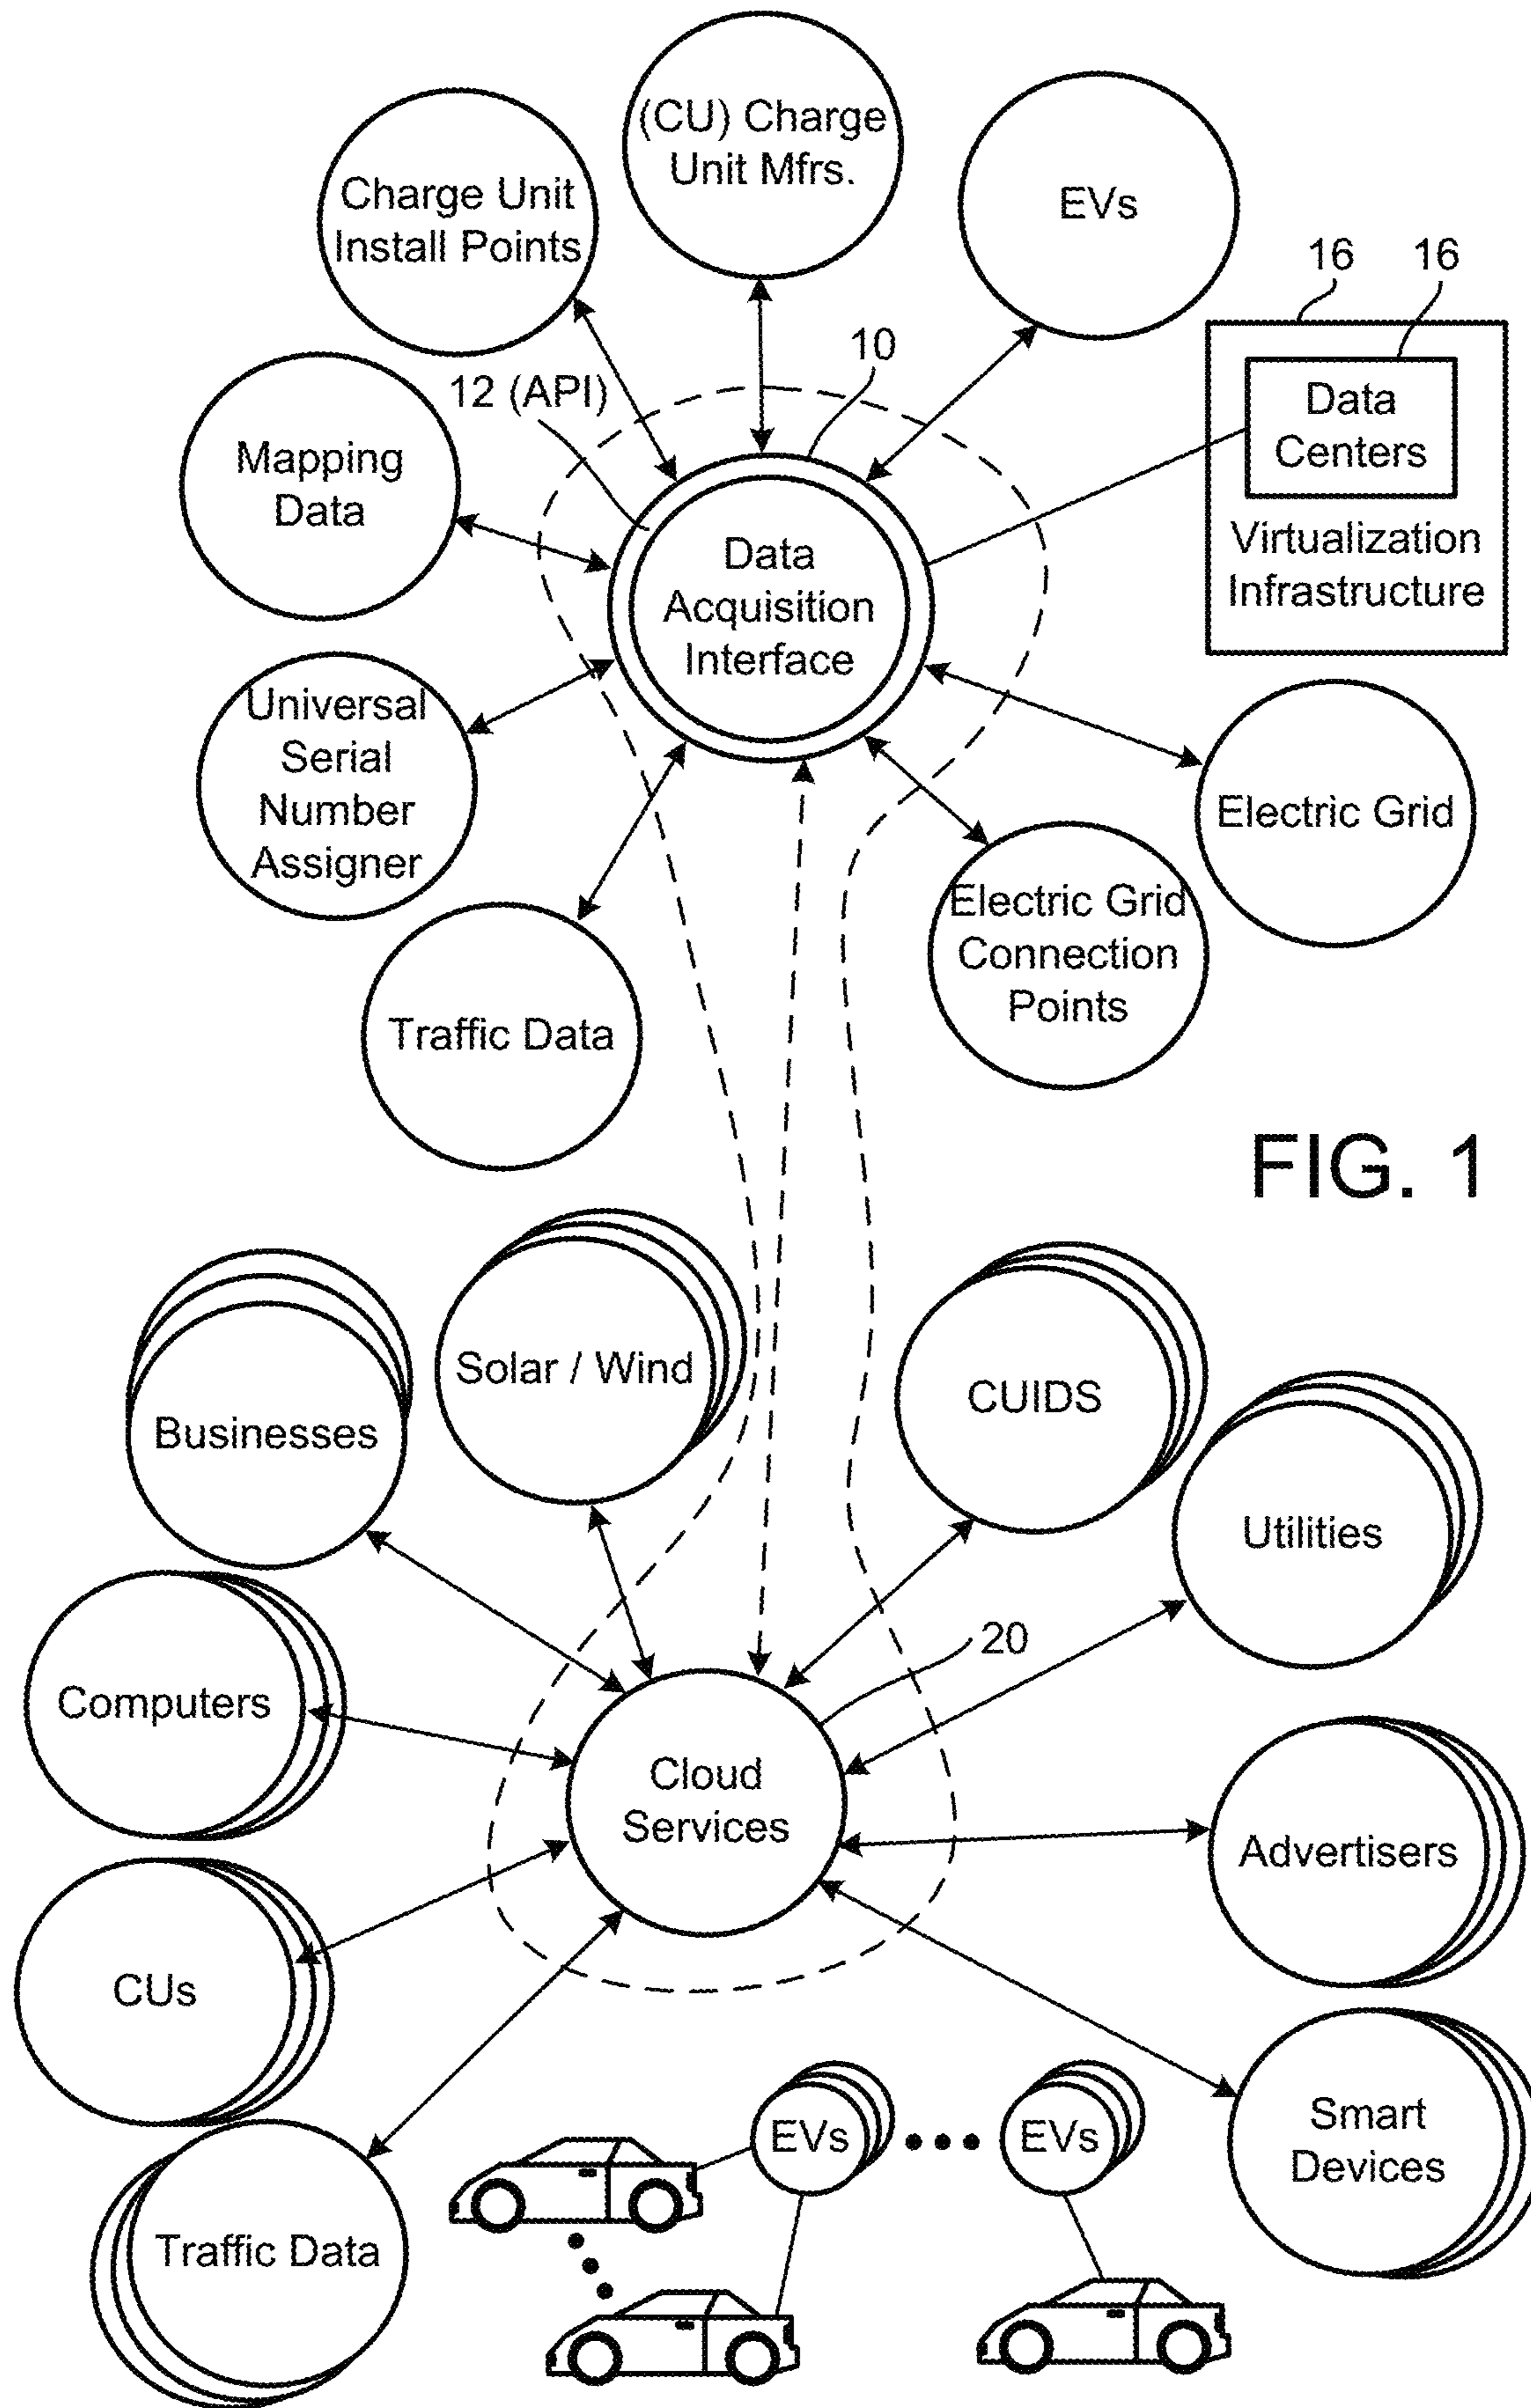 (CU) Charge
Unit Mfrs.
Charge Unit
Install Points
EVs
16
16
10
12 (API)
Data
Centers
Virtualization
Infrastructure
Mapping
Data
Data
Acquisition
Interface
Universal
Serial
Number
Assigner
Electric Grid
Electric Grid
Connection
Points
Traffic Data
FIG. 1
Solar / Wind
CUIDS
Businesses
Utilities
20
Computers
Cloud
Services
Advertisers
CUs
Smart
Devices
EVs
EVs
Traffic Data